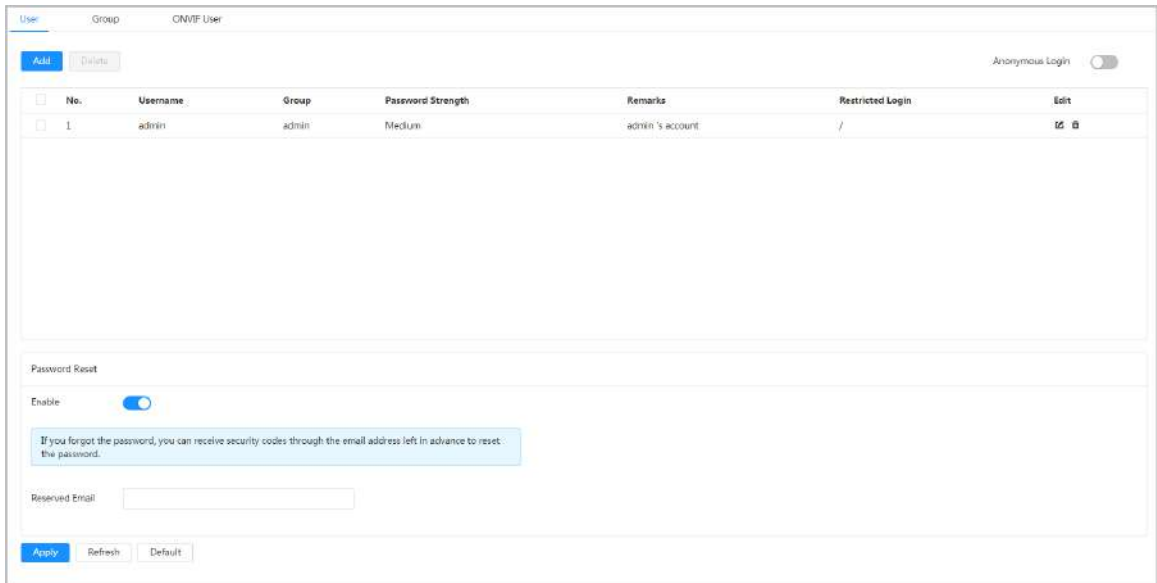 User Group ONVIF User
Add Delete Anonymous Login
No. Username Group Password Strength Remarks Restricted Login Edit
1 admin admin Medium admin 's account /
Password Reset
Enable
If you forgot the password, you can receive security codes through the email address left in advance to reset
the password.
Reserved Email
Apply Refresh Default